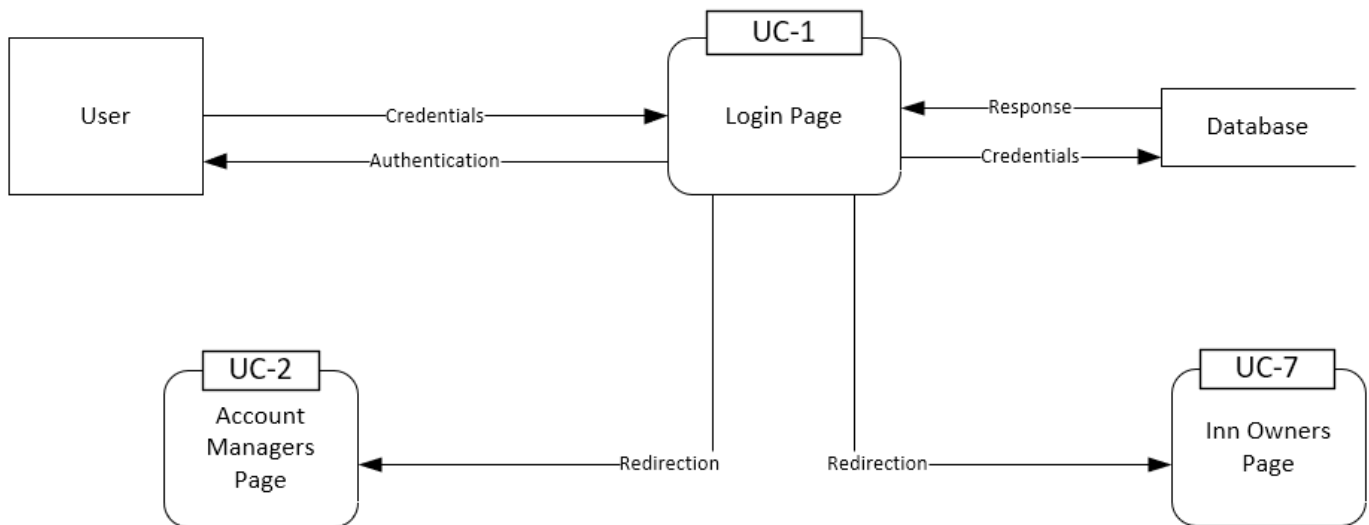 UC-1
User
Login Page
Credentials
Response
Database
Authentication
Credentials
UC-2
Account
Managers
Page
UC-7
Inn Owners
Page
Redirection
Redirection